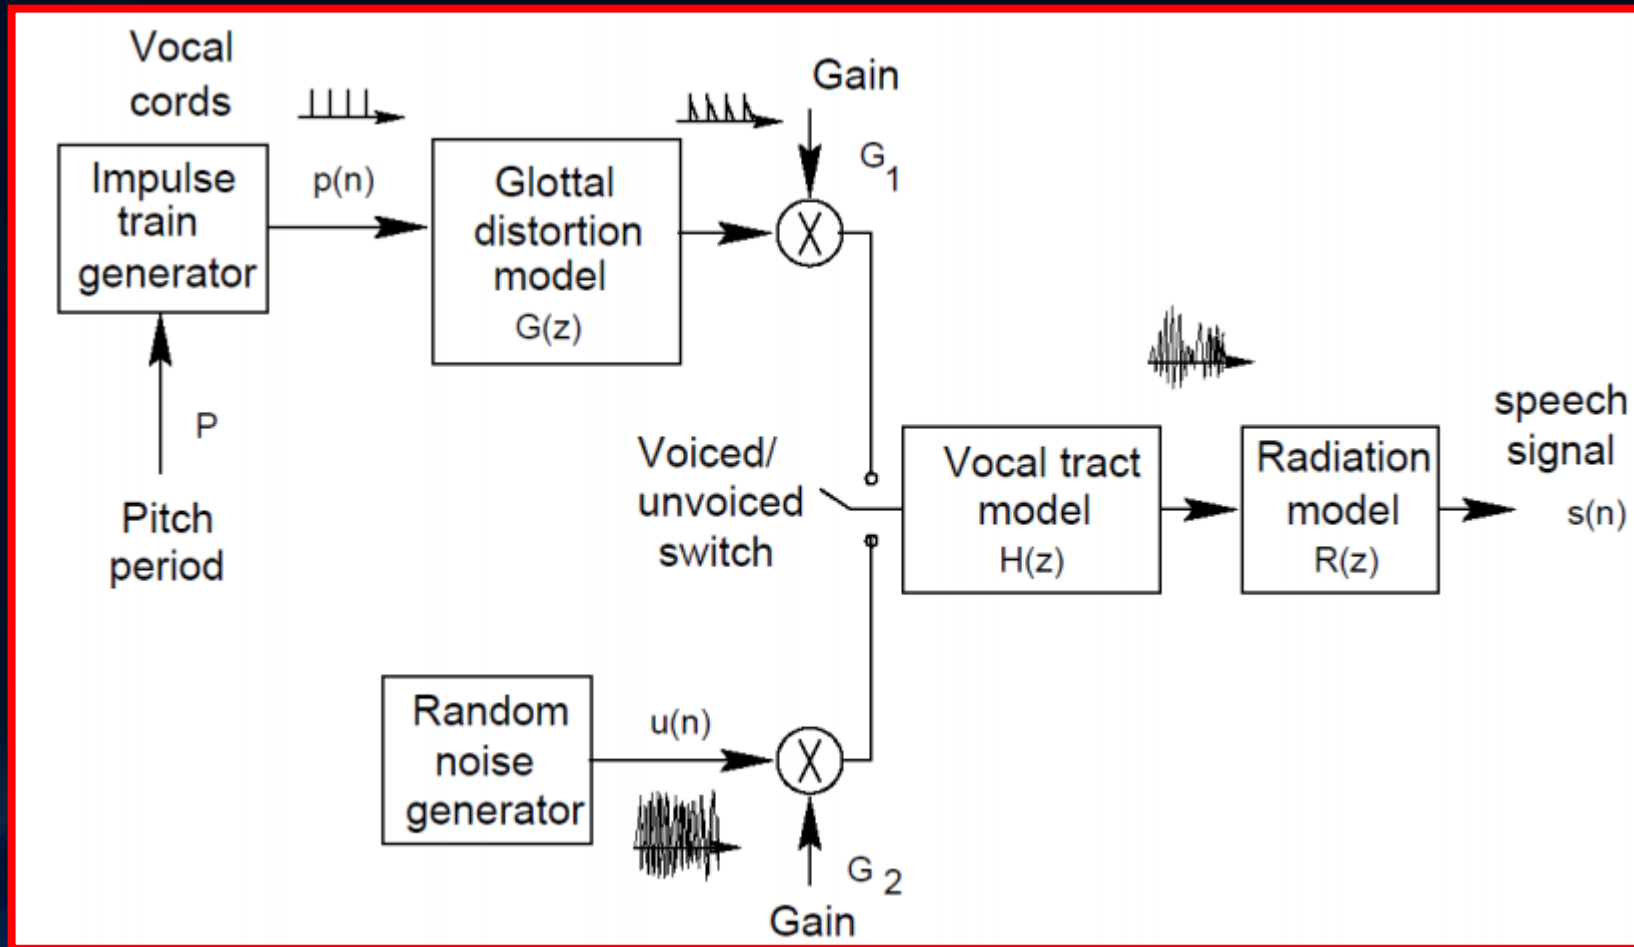 Vocal
cords
Impulse
train
generator
p(n)
P
Pitch
period
Glottal
distortion
model
G(z)
Gain
G1
X
Voiced/
unvoiced
switch
Random
noise
generator
u(n)
X
G2
Gain
Vocal tract
model
H(z)
Radiation
model
R(z)
speech
signal
s(n)